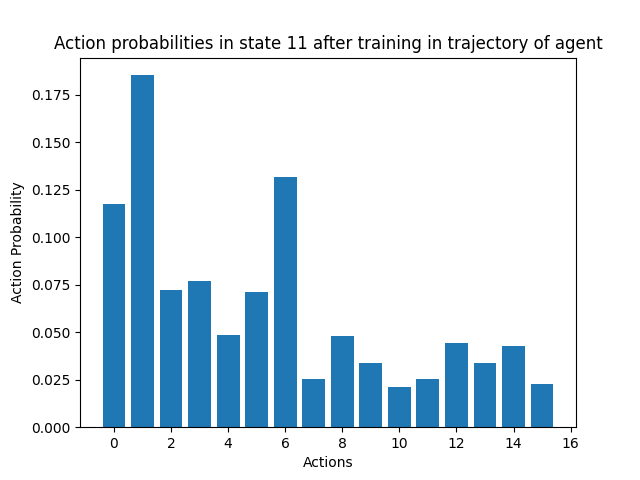 Action probabilities in state 11 after training in trajectory of agent
Action Probability
0.175
0.150
0.125
0.100
0.075
0.050
0.025
0.000
0 2 4 6 8 10 12 14 16
Actions